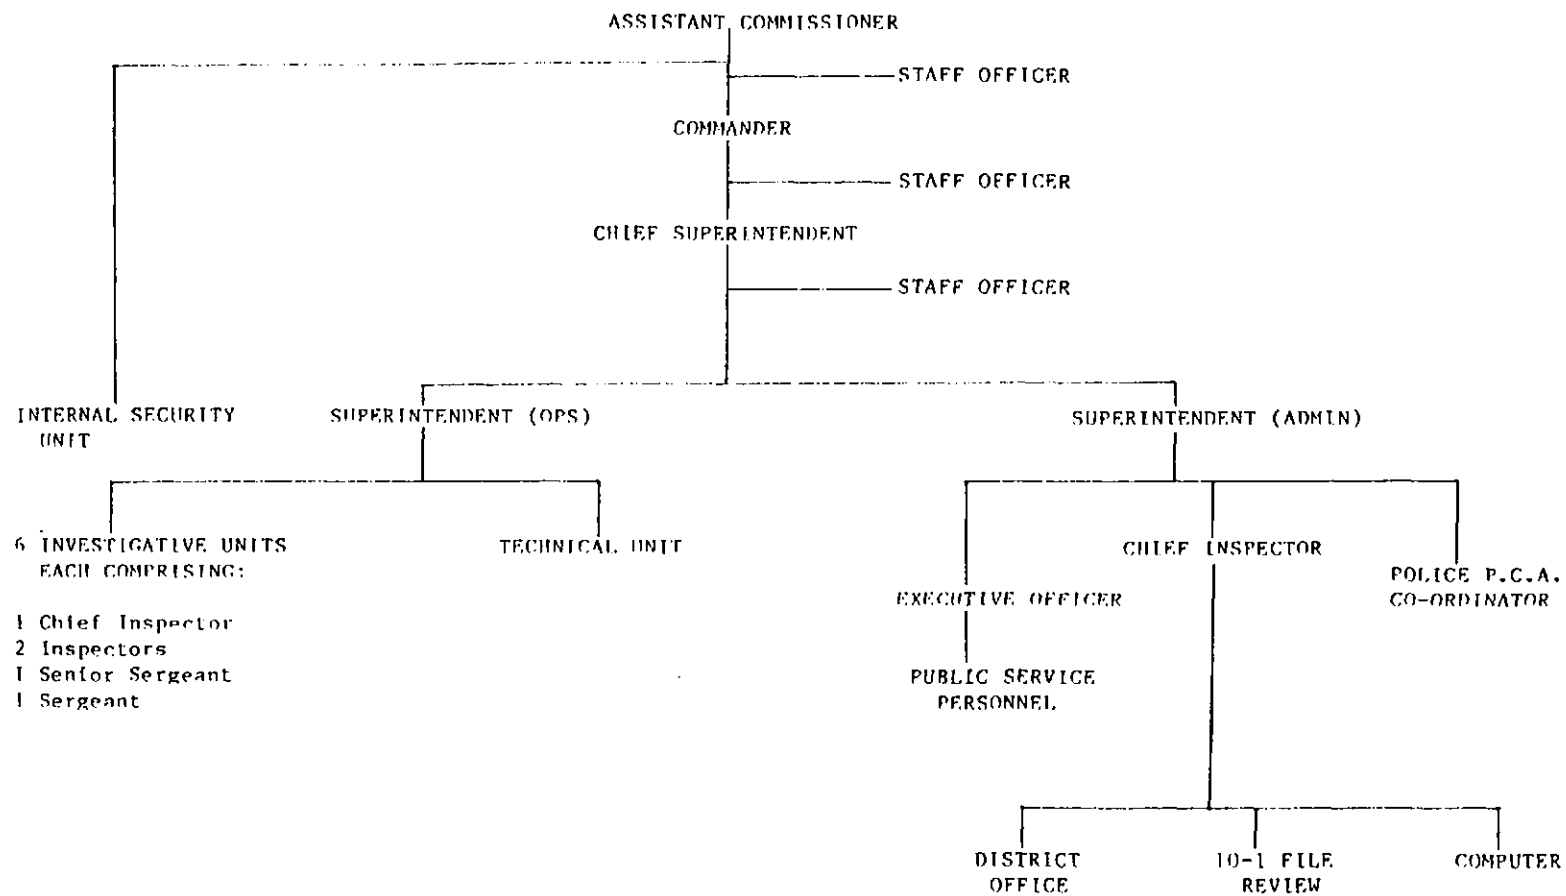 ASSISTANT COMMISSIONER
STAFF OFFICER
COMMANDER
STAFF OFFICER
CHIEF SUPERINTENDENT
STAFF OFFICER
INTERNAL SECURITY
UNIT
SUPERINTENDENT (OPS)
SUPERINTENDENT (ADMIN)
6 INVESTIGATIVE UNITS
EACH COMPRISING:
1 Chief Inspector
2 Inspectors
1 Senior Sergeant
1 Sergeant
TECHNICAL UNIT
EXECUTIVE OFFICER
PUBLIC SERVICE
PERSONNEL
CHIEF INSPECTOR
POLICE P.C.A.
CO-ORDINATOR
DISTRICT
OFFICE
10-1 FILE
REVIEW
COMPUTER